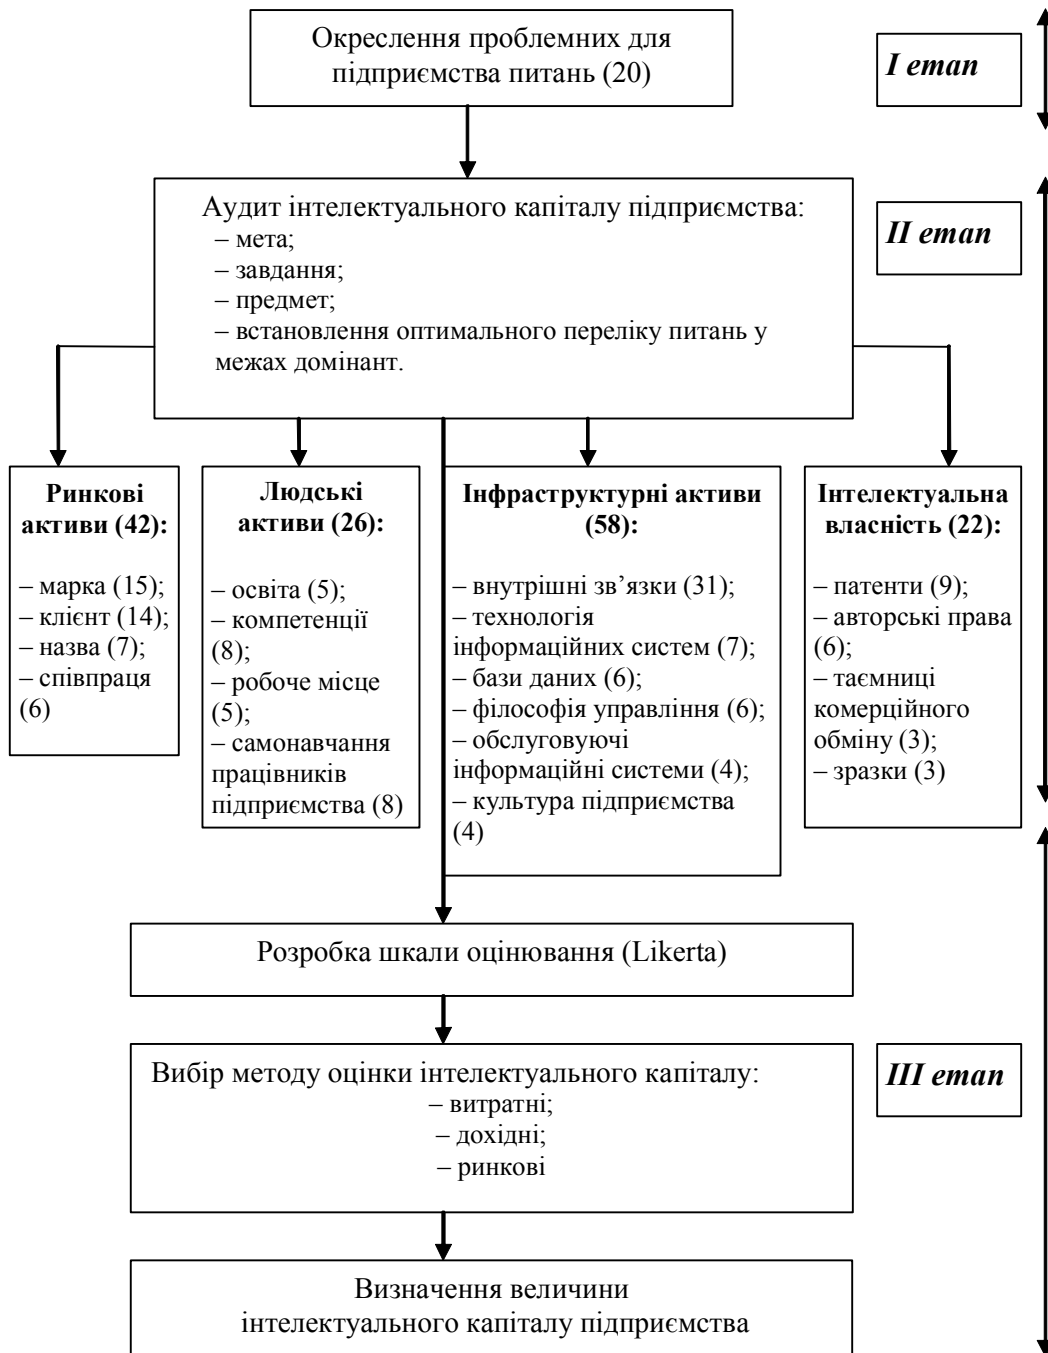 Окреслення проблемних для
підприємства питань (20)
I етап
Аудит інтелектуального капіталу підприємства:
– мета;
– завдання;
– предмет;
– встановлення оптимального переліку питань у
межах домінант.
II етап
Ринкові
активи (42):
– марка (15);
– клієнт (14)
– назва (7);
– співпраця
(6)
Людські
активи (26):
– освіта (5);
– компетенції
(8);
– робоче місце
(5);
– самонавчання
працівників
підприємства (8)
Інфраструктурні активи
(58):
– внутрішні зв’язки (31);
– технологія
інформаційних систем (7);
– бази даних (6);
– філософія управління (6);
– обслуговуючі
інформаційні системи (4);
– культура підприємства
(4)
Інтелектуальна
власність (22):
– патенти (9)
– авторські права
(6);
– таємниці
комерційного
обміну (3);
– зразки (3)
Розробка шкали оцінювання (Likerta)
Вибір методу оцінки інтелектуального капіталу:
– витратні;
– дохідні;
– ринкові
III етап
Визначення величини
інтелектуального капіталу підприємства